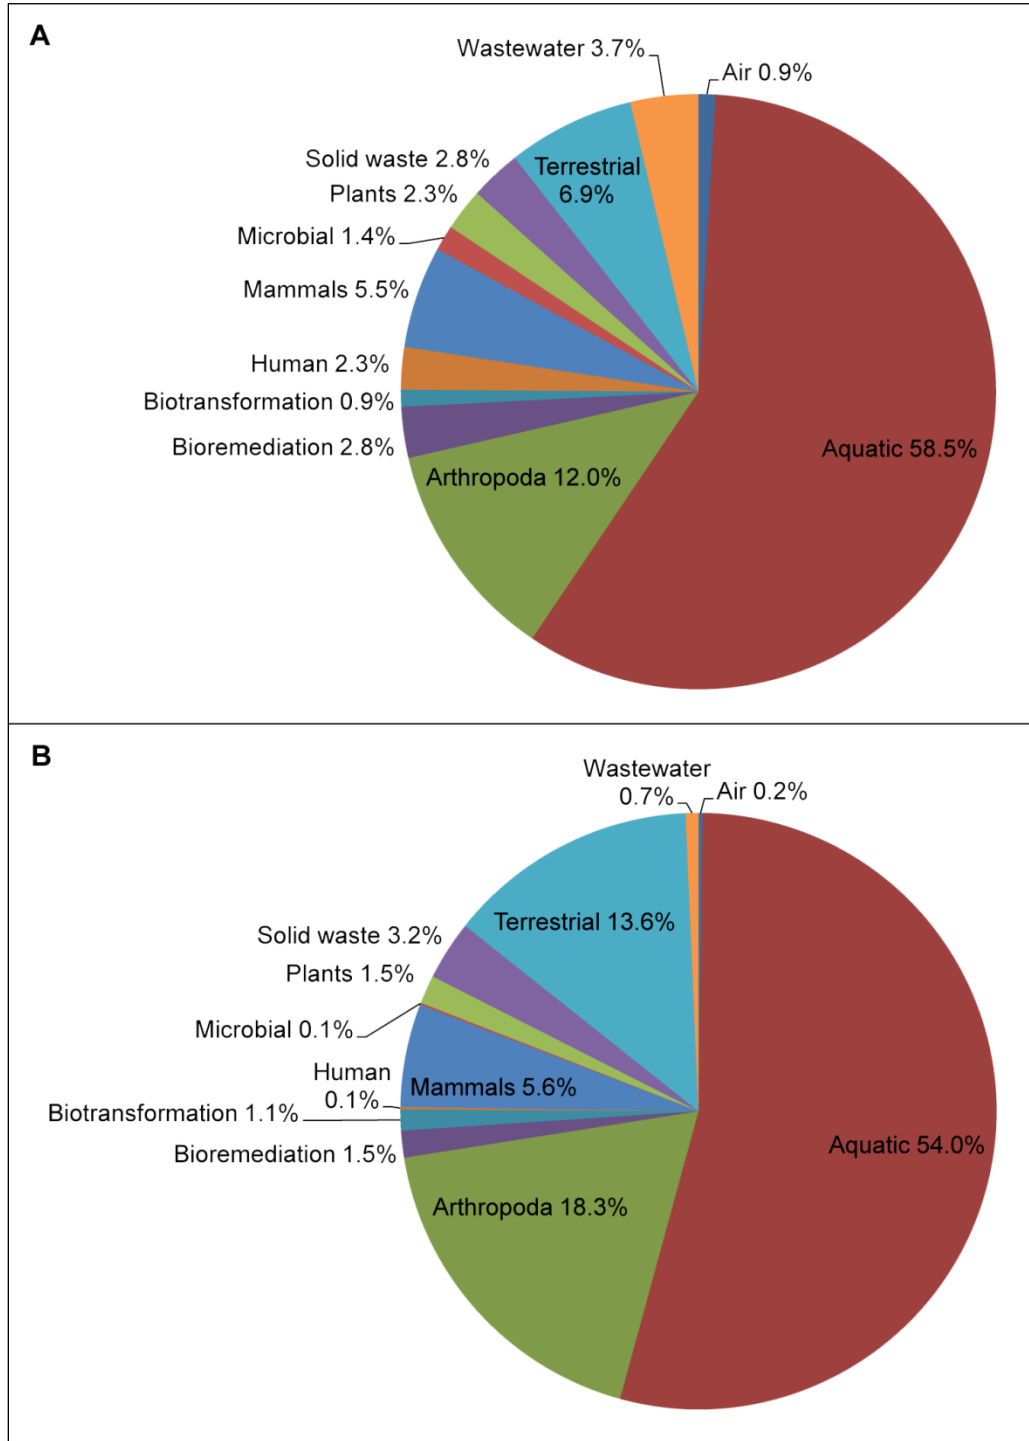 A
Wastewater 3.7%
Air 0.9%
Solid waste 2.8%
Terrestrial
6.9%
Plants 2.3%
Microbial 1.4%
Mammals 5.5%
Human 2.3%
Biotransformation 0.9%
Bioremediation 2.8%
Aquatic 58.5%
Arthropoda 12.0%
B
Wastewater
0.7%
Air 0.2%
Terrestrial 13.6%
Solid waste 3.2%
Plants 1.5%
Microbial 0.1%
Human
0.1%
Mammals 5.6%
Biotransformation 1.1%
Bioremediation 1.5%
Aquatic 54.0%
Arthropoda 18.3%